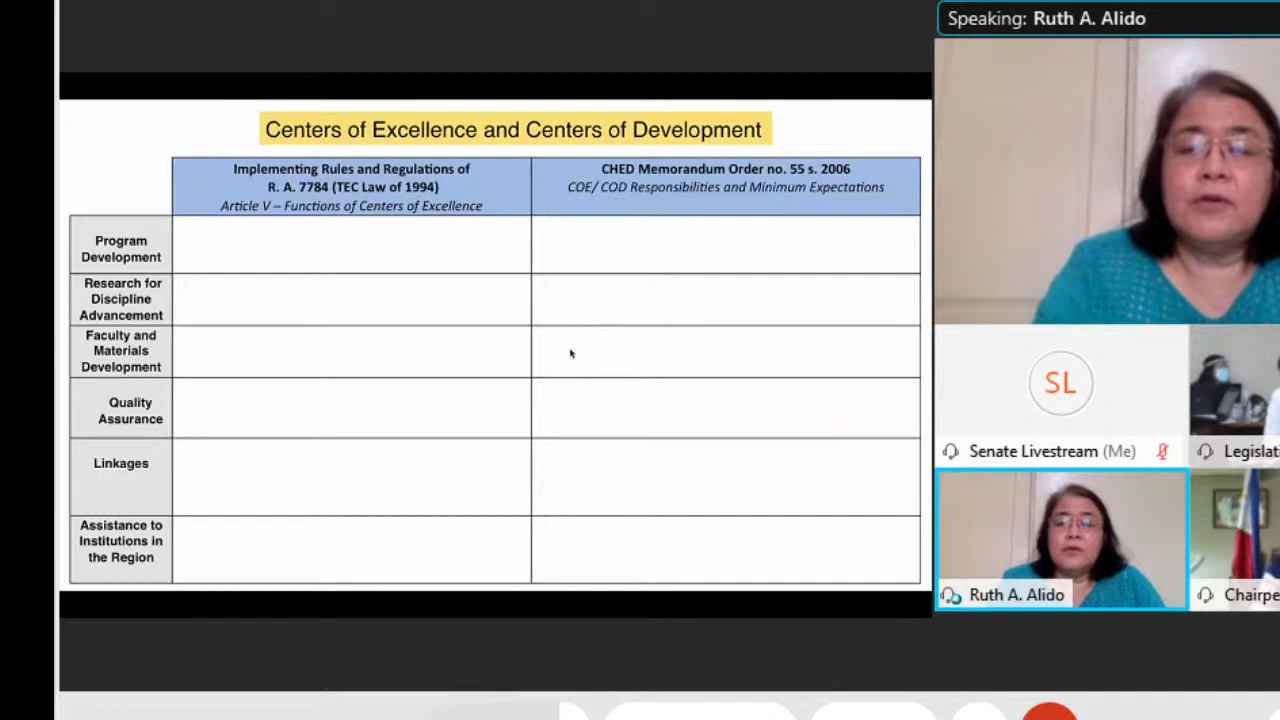 Speaking: Ruth A. Alido
Centers of Excellence and Centers of Development
Implementing Rules and Regulations of
R. A. 7784 (TEC Law of 1994)
Article V – Functions of Centers of Excellence
CHED Memorandum Order no. 55 s. 2006
COE/ COD Responsibilities and Minimum Expectations
Program
Development
Research for
Discipline
Advancement
Faculty and
Materials
Development
Quality
Assurance
Linkages
Assistance to
Institutions in
the Region
SL
Senate Livestream (Me)
Legislati
Ruth A. Alido
Chairpe